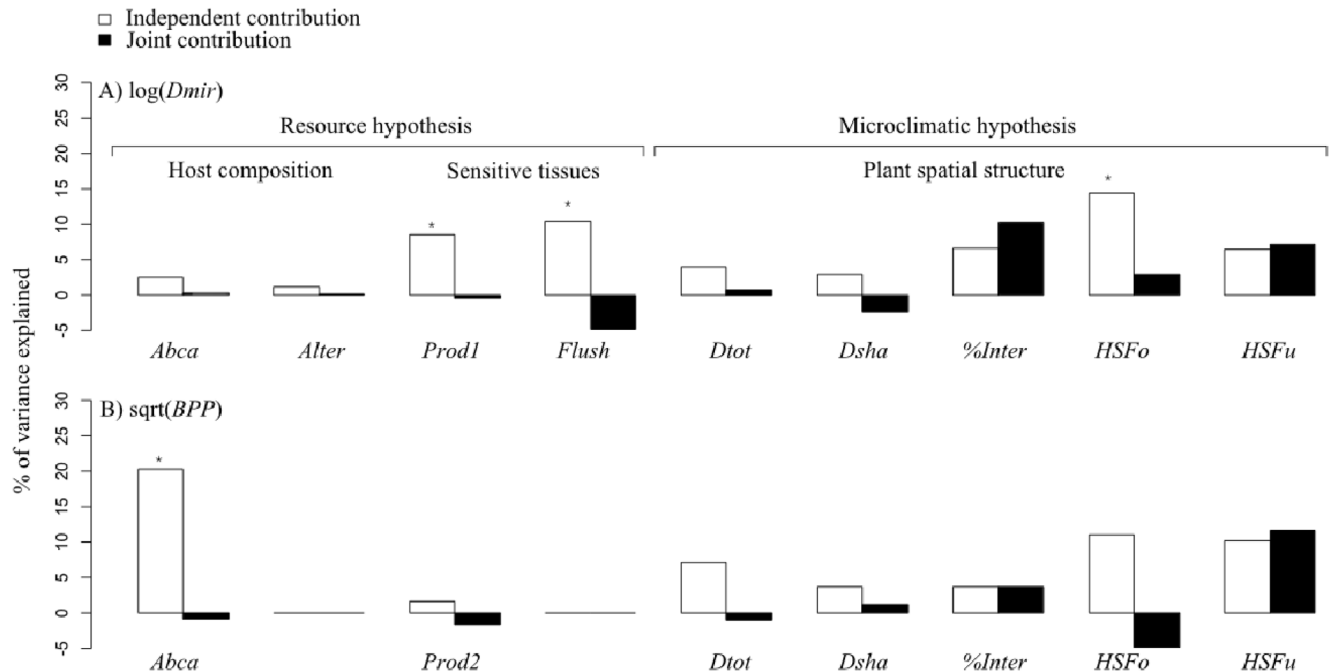 Independent contribution
Joint contribution
% of variance explained
A) log(Dmir)
30
25
20
15
10
5
0
-5
Resource hypothesis Microclimatic hypothesis
Host composition Sensitive tissues Plant spatial structure
* * *
Abca Alter Prod1 Flush Dtot Dsha %Inter HSFo HSFu
B) sqrt(BPP)
30
25
20
15
10
5
0
-5
*
Abca Prod2 Dtot Dsha %Inter HSFo HSFu